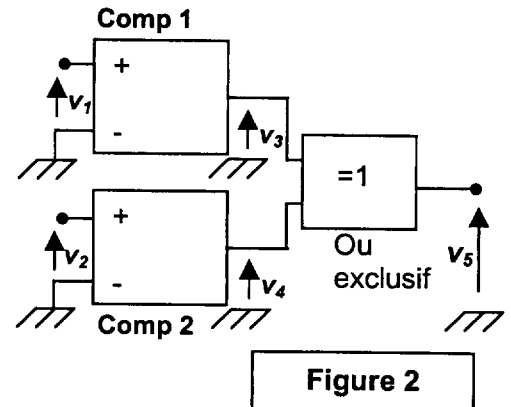 Comp 1
+
v1
-
v3
=1
+
v2
-
v4
Ou
exclusif
v5
Comp 2
Figure 2